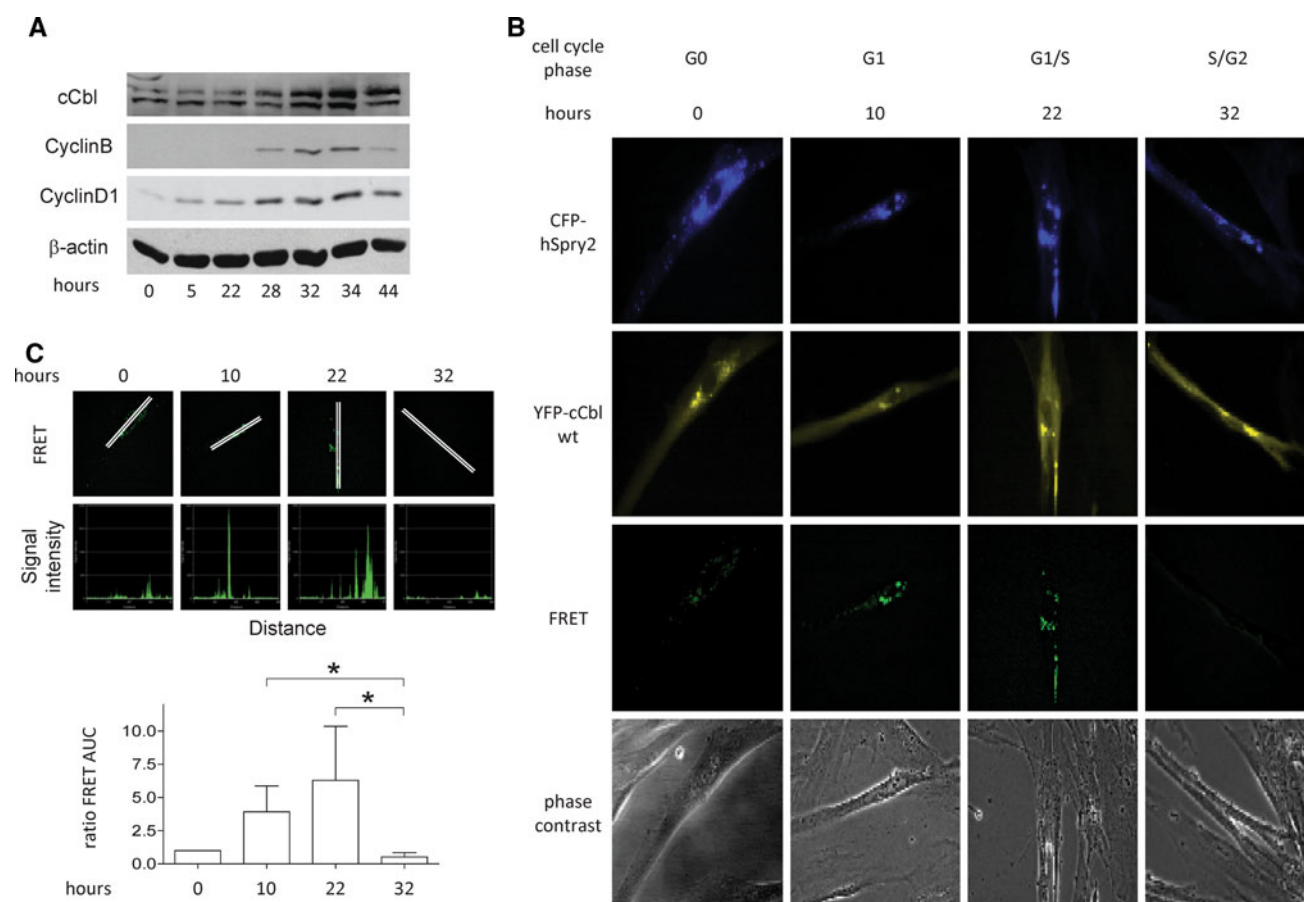 A
cCbl
CyclinB
CyclinD1
β-actin
hours 0 5 22 28 32 34 44
B
cell cycle phase G0 G1 G1/S S/G2
hours 0 10 22 32
CFP-
hSpry2
YFP-cCbl
wt
FRET
phase
contrast
C
hours 0 10 22 32
FRET
Signal
intensity
Distance
* 
*
ratio FRET AUC
10.0
7.5
5.0
2.5
0.0
hours 0 10 22 32